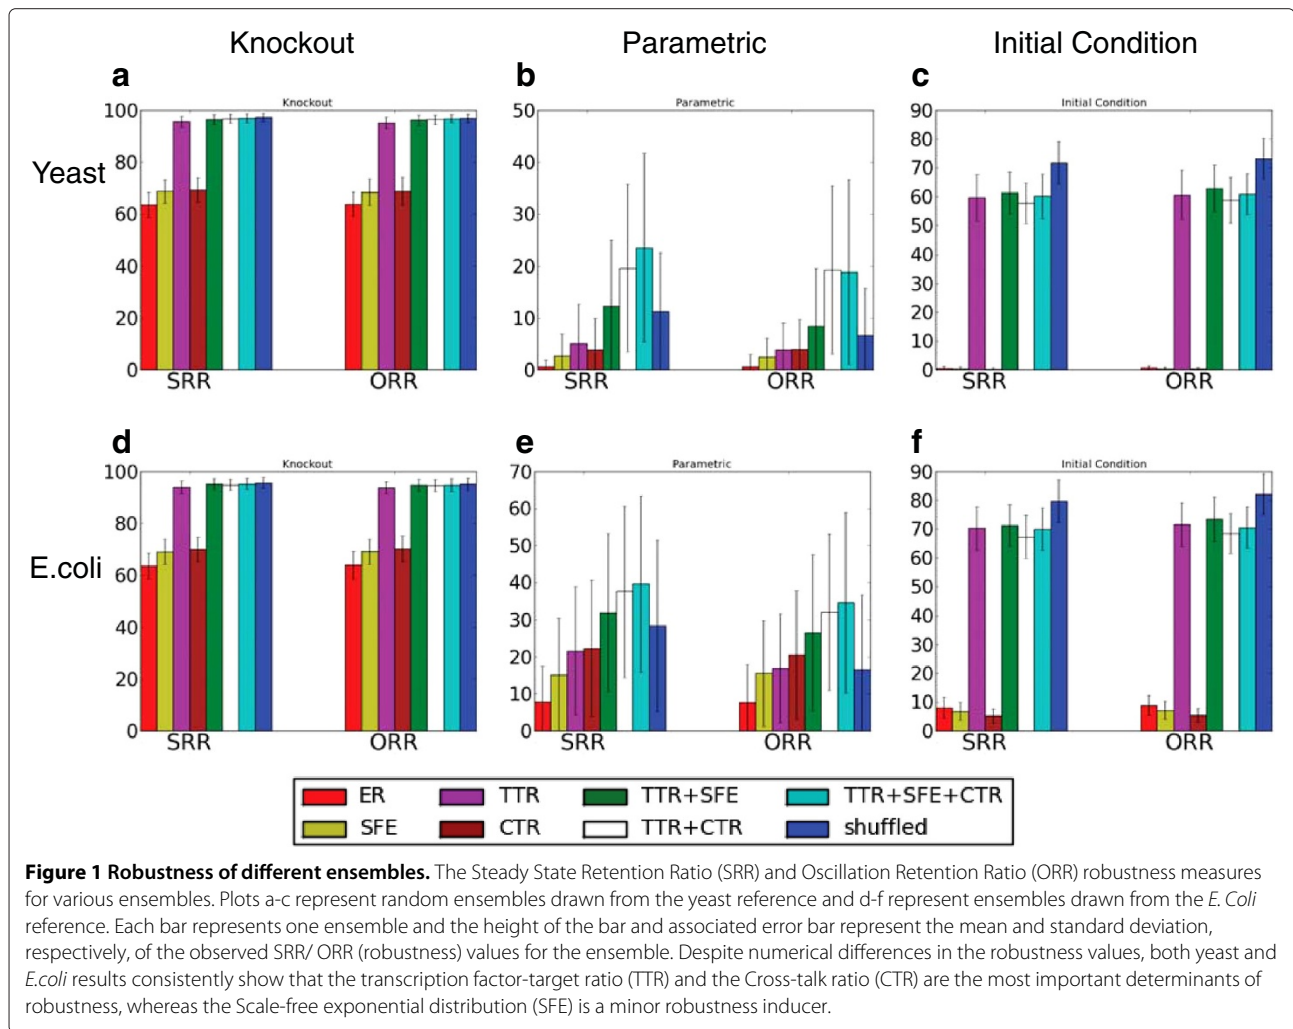 Knockout Parametric Initial Condition
a b c
Knockout Parametric Initial Condition
Yeast
100
80
60
40
20
0
SRR ORR
50
40
30
20
10
0
SRR ORR
90
80
70
60
50
40
30
20
10
0
SRR ORR
d e f
Knockout Parametric Initial Condition
E.coli
100
80
60
40
20
0
SRR ORR
70
60
50
40
30
20
10
0
SRR ORR
90
80
70
60
50
40
30
20
10
0
SRR ORR
ER TTR TTR+SFE TTR+SFE+CTR
SFE CTR TTR+CTR shuffled
Figure 1 Robustness of different ensembles. The Steady State Retention Ratio (SRR) and Oscillation Retention Ratio (ORR) robustness measures
for various ensembles. Plots a-c represent random ensembles drawn from the yeast reference and d-f represent ensembles drawn from the E. Coli
reference. Each bar represents one ensemble and the height of the bar and associated error bar represent the mean and standard deviation,
respectively, of the observed SRR/ ORR (robustness) values for the ensemble. Despite numerical differences in the robustness values, both yeast and
E.coli results consistently show that the transcription factor-target ratio (TTR) and the Cross-talk ratio (CTR) are the most important determinants of
robustness, whereas the Scale-free exponential distribution (SFE) is a minor robustness inducer.